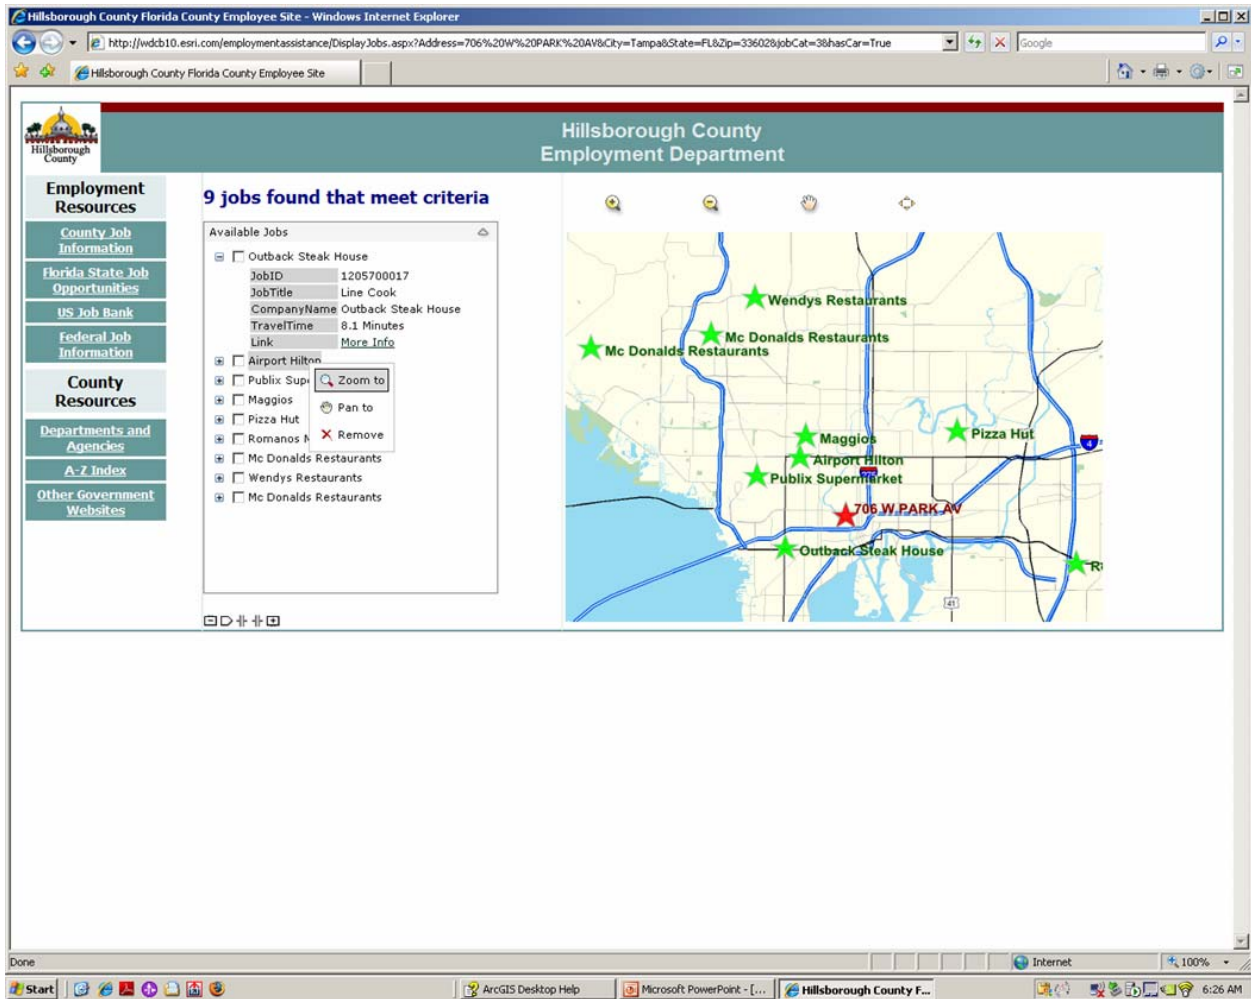 Hillsborough County Florida County Employee Site - Windows Internet Explorer
http://wdcb10.esri.com/employmentassistance/DisplayJobs.aspx?Address=706%20W%20PARK%20AV&City=Tampa&State=FL&Zip=33602&jobCat=3&hasCar=True
Google
Hillsborough County Florida County Employee Site
Hillsborough
County
Hillsborough County
Employment Department
Employment
Resources
County Job
Information
Florida State Job
Opportunities
US Job Bank
Federal Job
Information
County
Resources
Departments and
Agencies
A-Z Index
Other Government
Websites
9 jobs found that meet criteria
Available Jobs
Outback Steak House
JobID 1205700017
JobTitle Line Cook
CompanyName Outback Steak House
TravelTime 8.1 Minutes
Link More Info
Airport Hilton
Publix Sup
Maggios
Pizza Hut
Romanos
Mc Donalds Restaurants
Wendys Restaurants
Mc Donalds Restaurants
Zoom to
Pan to
Remove
Wendys Restaurants
Mc Donalds Restaurants
Mc Donalds Restaurants
Maggios
Pizza Hut
4
Airport Hilton
275
Publix Supermarket
706 W PARK AV
Outback Steak House
41
Done
Internet
100%
Start
ArcGIS Desktop Help
Microsoft PowerPoint - [...
Hillsborough County F...
6:26 AM